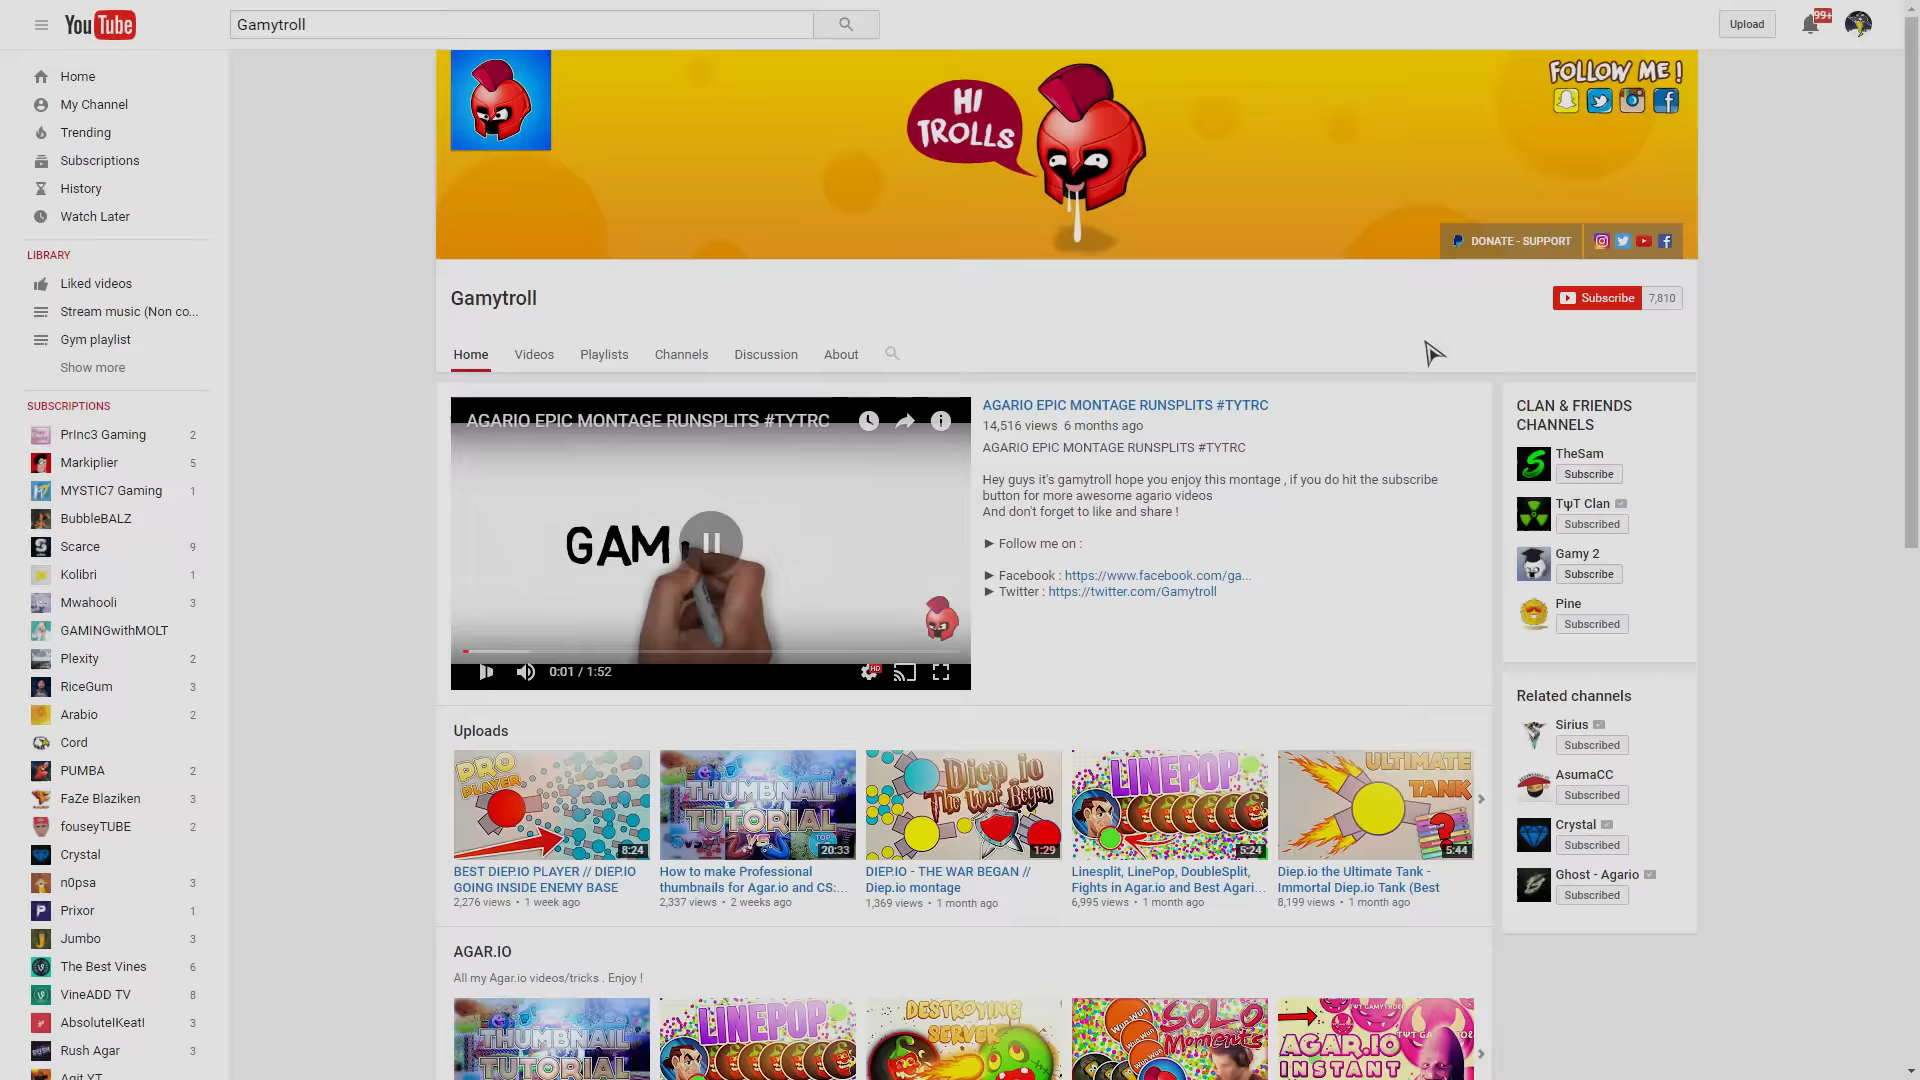 YouTube
Gamytroll
Upload
99+
Home
My Channel
Trending
Subscriptions
History
Watch Later
LIBRARY
Liked videos
Stream music (Non co...
Gym playlist
Show more
SUBSCRIPTIONS
PrInc3 Gaming 2
Markiplier 5
MYSTIC7 Gaming 1
BubbleBALZ
Scarce 9
Kolibri 1
Mwahooli 3
GAMINGwithMOLT
Plexity 2
RiceGum 3
Arabio 2
Cord
PUMBA 2
FaZe Blaziken 3
fouseyTUBE 2
Crystal
n0psa 3
Prixor 1
Jumbo 3
The Best Vines 6
VineADD TV 8
AbsoluteIKeatI 3
Rush Agar 3
Agit YT
HI
TROLLS
FOLLOW ME !
DONATE - SUPPORT
Gamytroll
Subscribe 7,810
Home Videos Playlists Channels Discussion About
AGARIO EPIC MONTAGE RUNSPLITS #TYTRC
GAM
0:01 / 1:52
HD
AGARIO EPIC MONTAGE RUNSPLITS #TYTRC
14,516 views 6 months ago
AGARIO EPIC MONTAGE RUNSPLITS #TYTRC
Hey guys it's gamytroll hope you enjoy this montage , if you do hit the subscribe
button for more awesome agario videos
And don't forget to like and share !
► Follow me on :
► Facebook : https://www.facebook.com/ga...
► Twitter : https://twitter.com/Gamytroll
CLAN & FRIENDS
CHANNELS
TheSam
Subscribe
TψT Clan
Subscribed
Gamy 2
Subscribe
Pine
Subscribed
Related channels
Sirius
Subscribed
AsumaCC
Subscribed
Crystal
Subscribed
Ghost - Agario
Subscribed
Uploads
PRO
PLAYER
8:24
BEST DIEP.IO PLAYER // DIEP.IO
GOING INSIDE ENEMY BASE
2,276 views • 1 week ago
THUMBNAIL
TUTORIAL
VS
20:33
How to make Professional
thumbnails for Agar.io and CS:...
2,337 views • 2 weeks ago
Diep.io
The War Began
1:29
DIEP.IO - THE WAR BEGAN //
Diep.io montage
1,369 views • 1 month ago
LINEPOP
5:24
Linesplit, LinePop, DoubleSplit,
Fights in Agar.io and Best Agari...
6,995 views • 1 month ago
ULTIMATE
TANK
5:44
Diep.io the Ultimate Tank -
Immortal Diep.io Tank (Best
8,199 views • 1 month ago
AGAR.IO
All my Agar.io videos/tricks . Enjoy !
THUMBNAIL
TUTORIAL
LINEPOP
DESTROYING
SERVER
SOLO
Moments
AGAR.IO
INSTANT